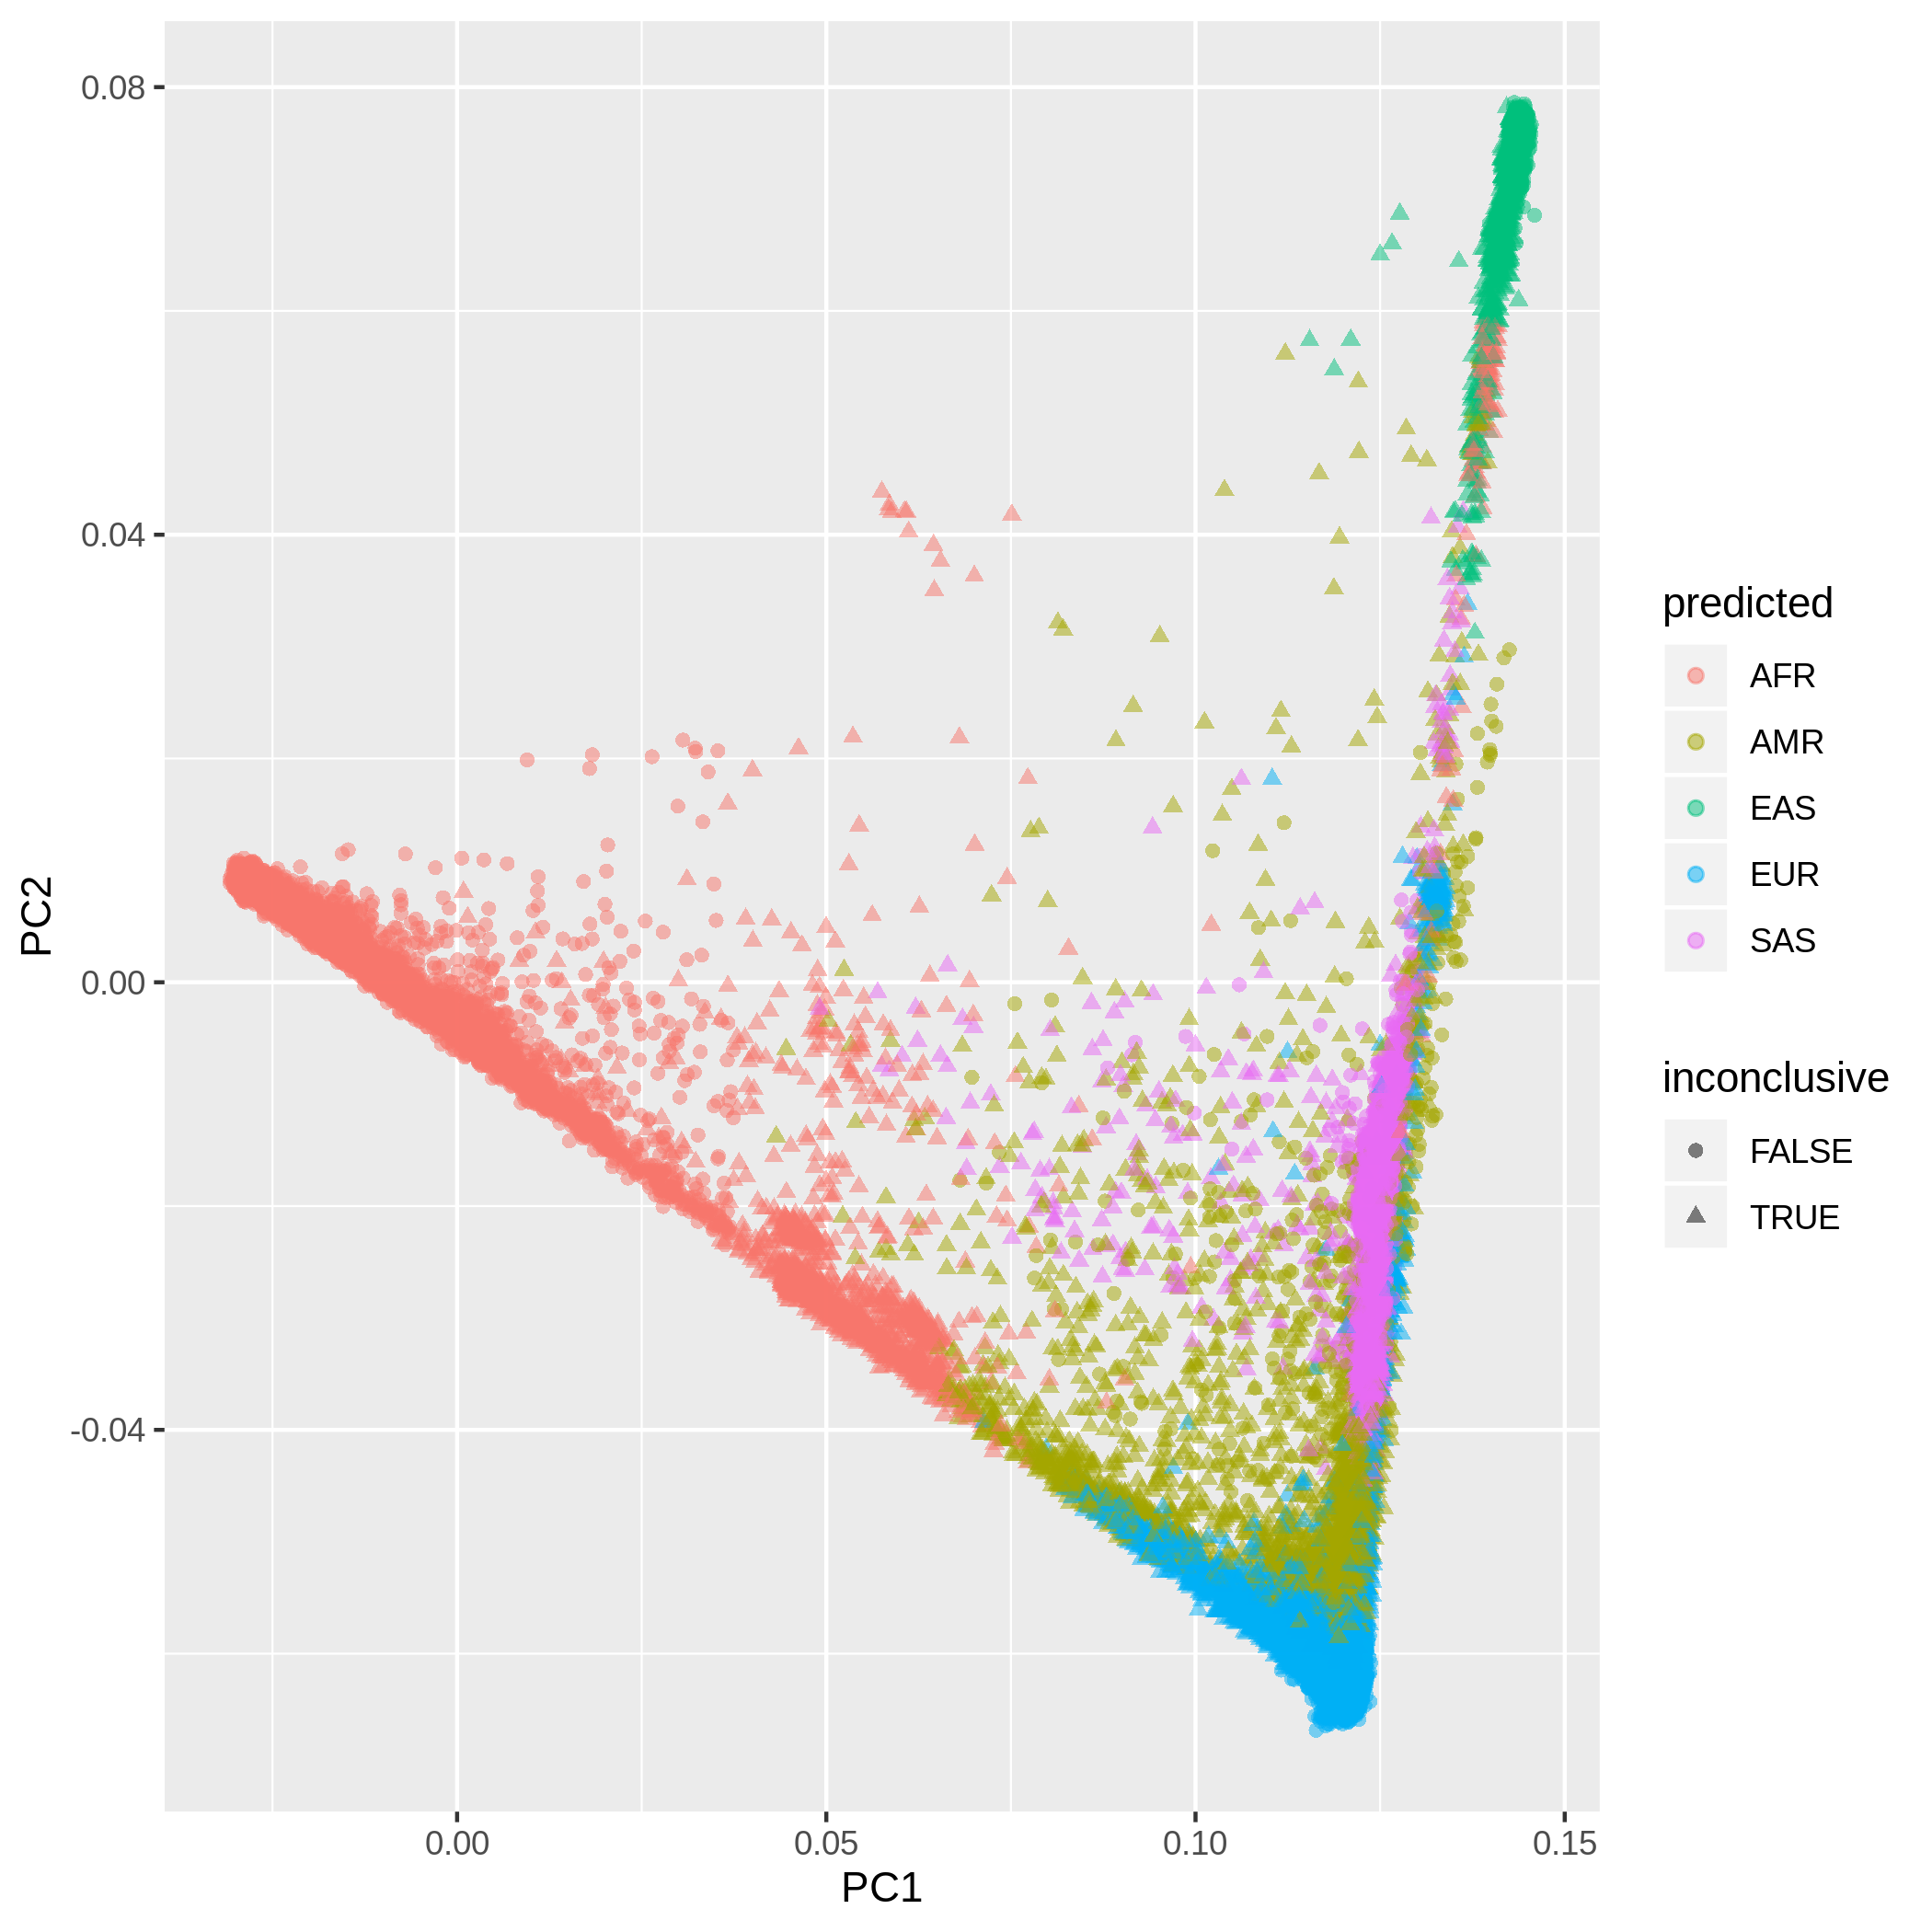 0.08
0.04
0.00
-0.04
PC2
0.00 0.05 0.10 0.15
PC1
predicted
AFR
AMR
EAS
EUR
SAS
inconclusive
FALSE
TRUE